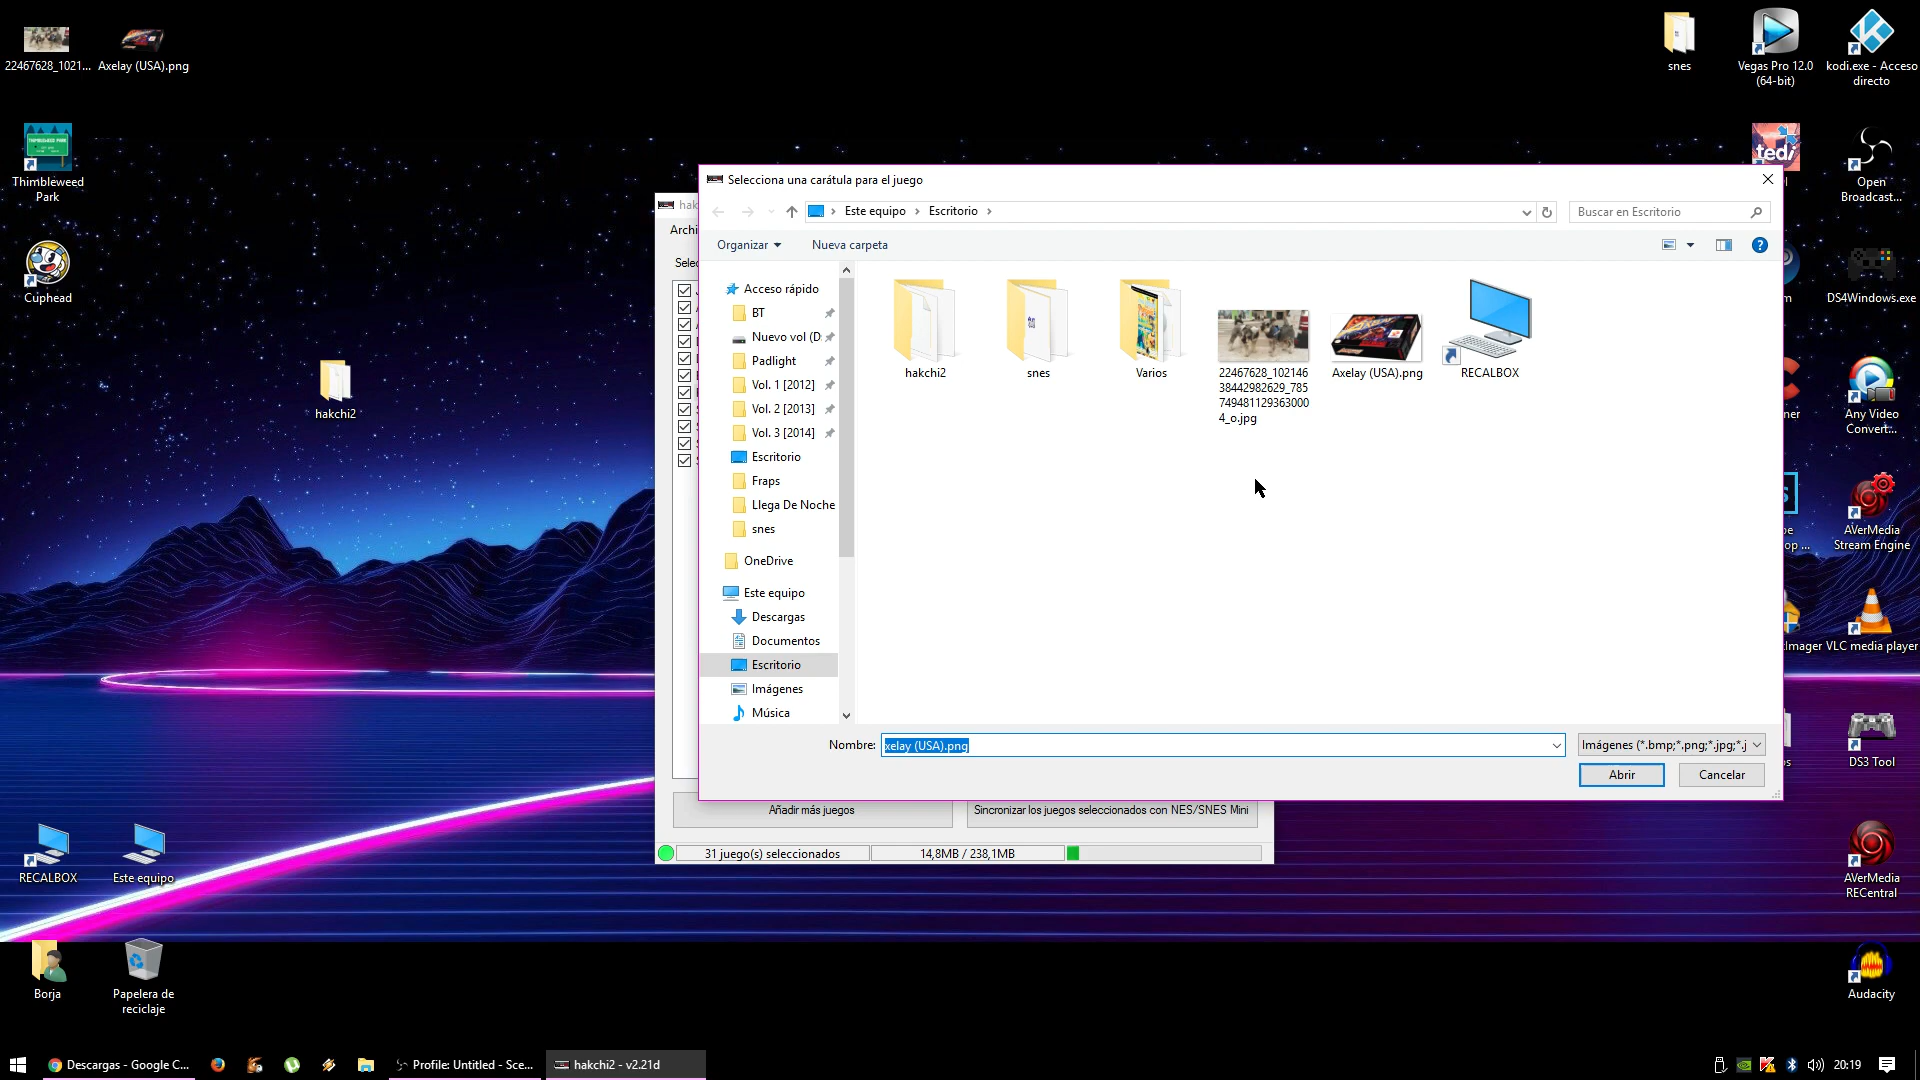 22467628_1021...
Axelay (USA).png
snes
Vegas Pro 12.0
(64-bit)
kodi.exe - Acceso
directo
THIMBLEWEED PARK
Thimbleweed
Park
tedi
Open
Broadcast...
Cuphead
DS4Windows.exe
hakchi2
Any Video
Convert...
AVerMedia
Stream Engine
VLC media player
DS3 Tool
AVerMedia
RECentral
Audacity
RECALBOX
Este equipo
Borja
Papelera de
reciclaje
Selecciona una carátula para el juego
Este equipo
Escritorio
Buscar en Escritorio
Organizar
Nueva carpeta
Acceso rápido
BT
Nuevo vol (D:
Padlight
Vol. 1 [2012]
Vol. 2 [2013]
Vol. 3 [2014]
Escritorio
Fraps
Llega De Noche
snes
OneDrive
Este equipo
Descargas
Documentos
Escritorio
Imágenes
Música
hakchi2
snes
Varios
22467628_102146
38442982629_785
749481129363000
4_o.jpg
Axelay (USA).png
RECALBOX
Nombre:
xelay (USA).png
Imágenes (*.bmp;*.png;*.jpg;*.j
Abrir
Cancelar
Añadir más juegos
Sincronizar los juegos seleccionados con NES/SNES Mini
31 juego(s) seleccionados
14,8MB / 238,1MB
Descargas - Google C...
Profile: Untitled - Sce...
hakchi2 - v2.21d
20:19